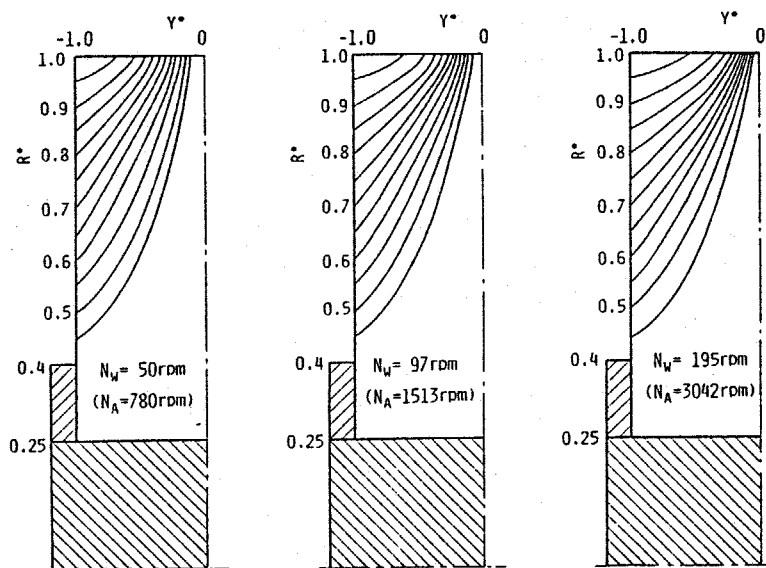 Y*
-1.0 0
1.0
0.9
0.8
R*
0.7
0.6
0.5
0.4
0.25
N_W= 50rpm
(N_A=780rpm)
Y*
-1.0 0
1.0
0.9
0.8
R*
0.7
0.6
0.5
0.4
0.25
N_W= 97rpm
(N_A=1513rpm)
Y*
-1.0 0
1.0
0.9
0.8
R*
0.7
0.6
0.5
0.4
0.25
N_W= 195rpm
(N_A=3042rpm)